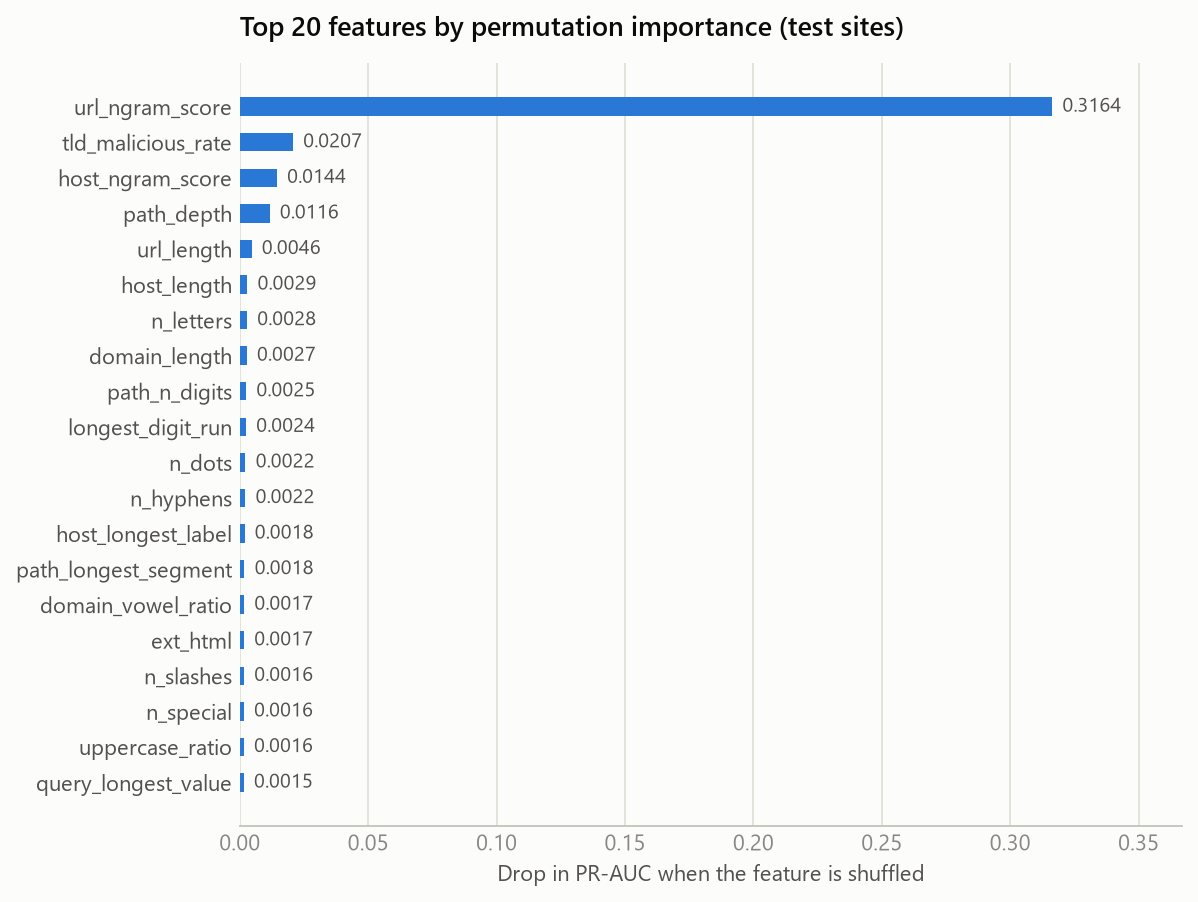 Top 20 features by permutation importance (test sites)
url_ngram_score 0.3164
tld_malicious_rate 0.0207
host_ngram_score 0.0144
path_depth 0.0116
url_length 0.0046
host_length 0.0029
n_letters 0.0028
domain_length 0.0027
path_n_digits 0.0025
longest_digit_run 0.0024
n_dots 0.0022
n_hyphens 0.0022
host_longest_label 0.0018
path_longest_segment 0.0018
domain_vowel_ratio 0.0017
ext_html 0.0017
n_slashes 0.0016
n_special 0.0016
uppercase_ratio 0.0016
query_longest_value 0.0015
0.00 0.05 0.10 0.15 0.20 0.25 0.30 0.35
Drop in PR-AUC when the feature is shuffled